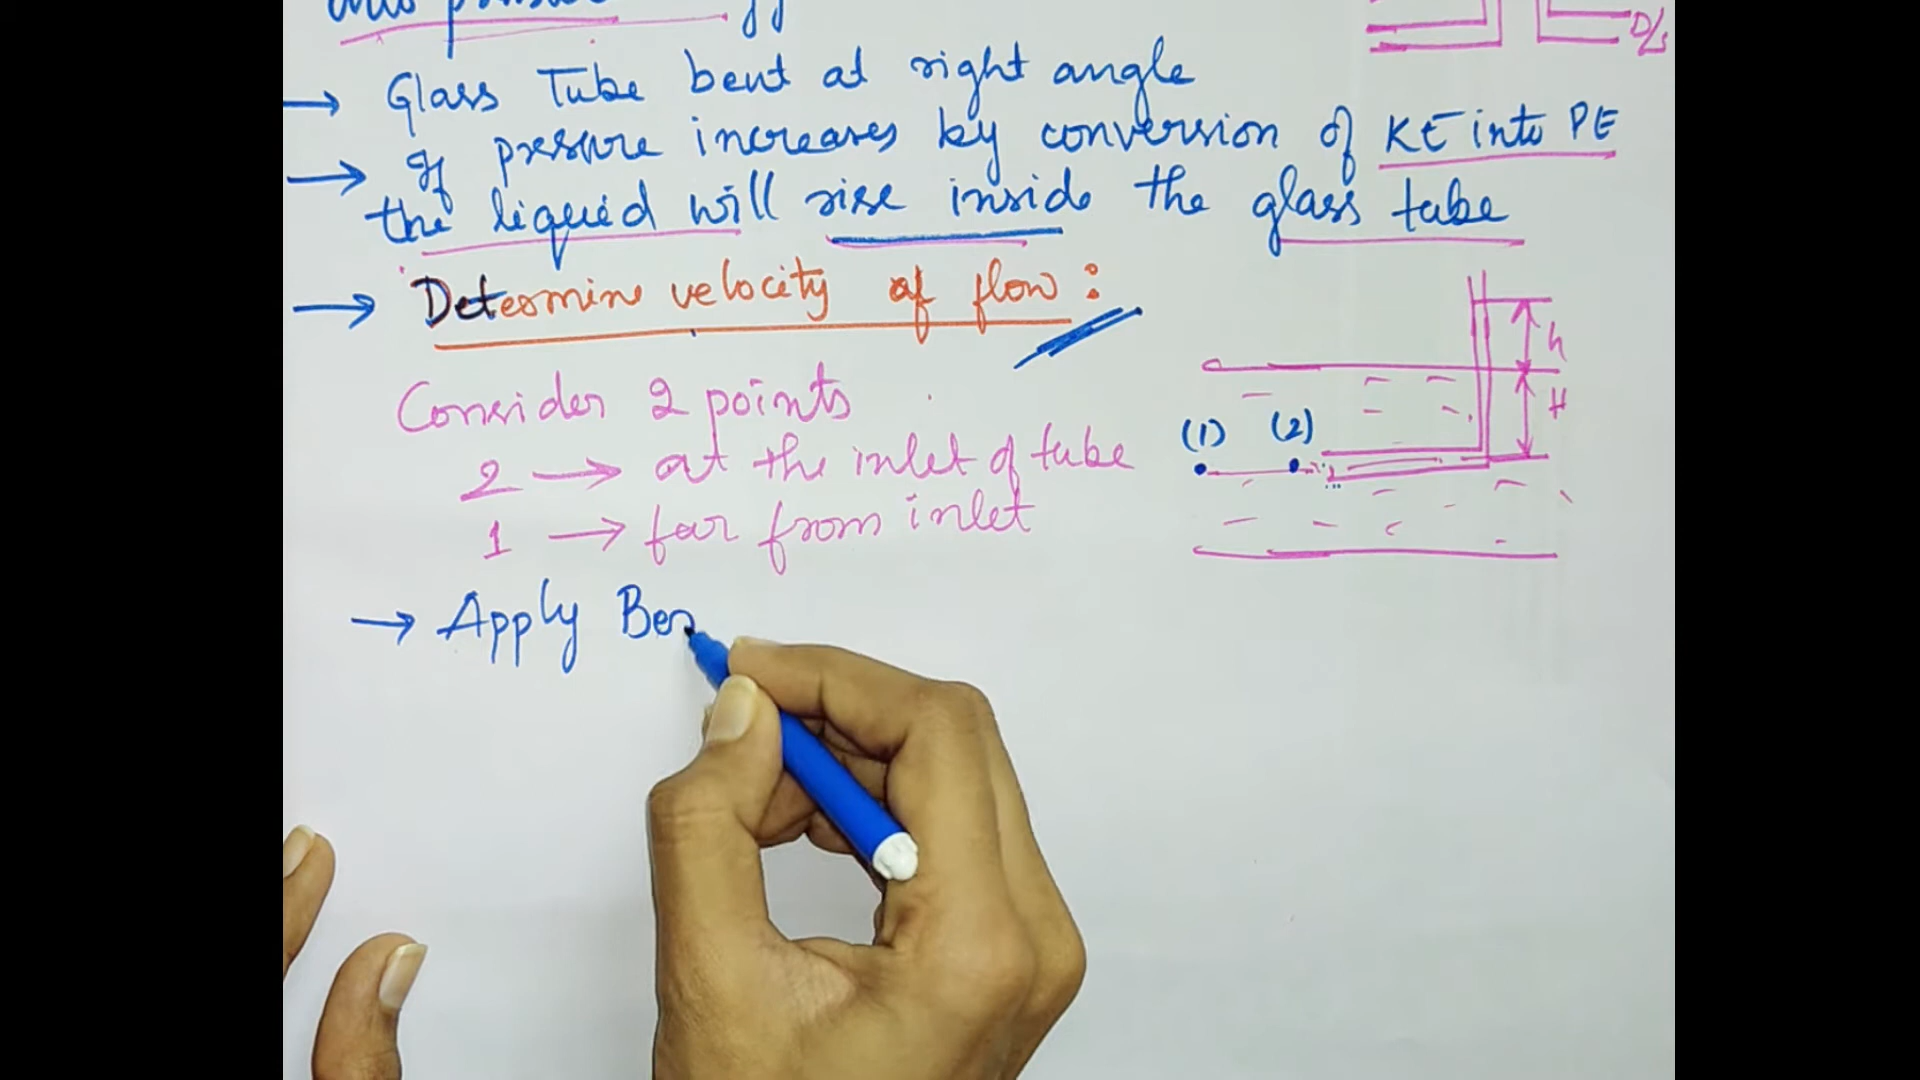 D/s
→ Glass Tube bent at right angle
→ If pressure increases by conversion of KE into PE
the liquid will rise inside the glass tube
→ Determine velocity of flow :
h
Consider 2 points
H
(1) (2)
2 → at the inlet of tube
1 → far from inlet
→ Apply Ber